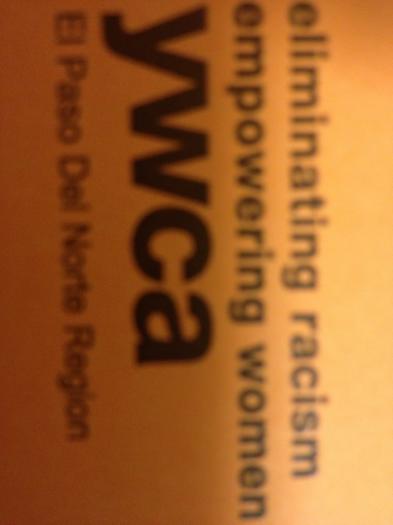 eliminating racism
empowering women
ywca
El Paso Del Norte Region